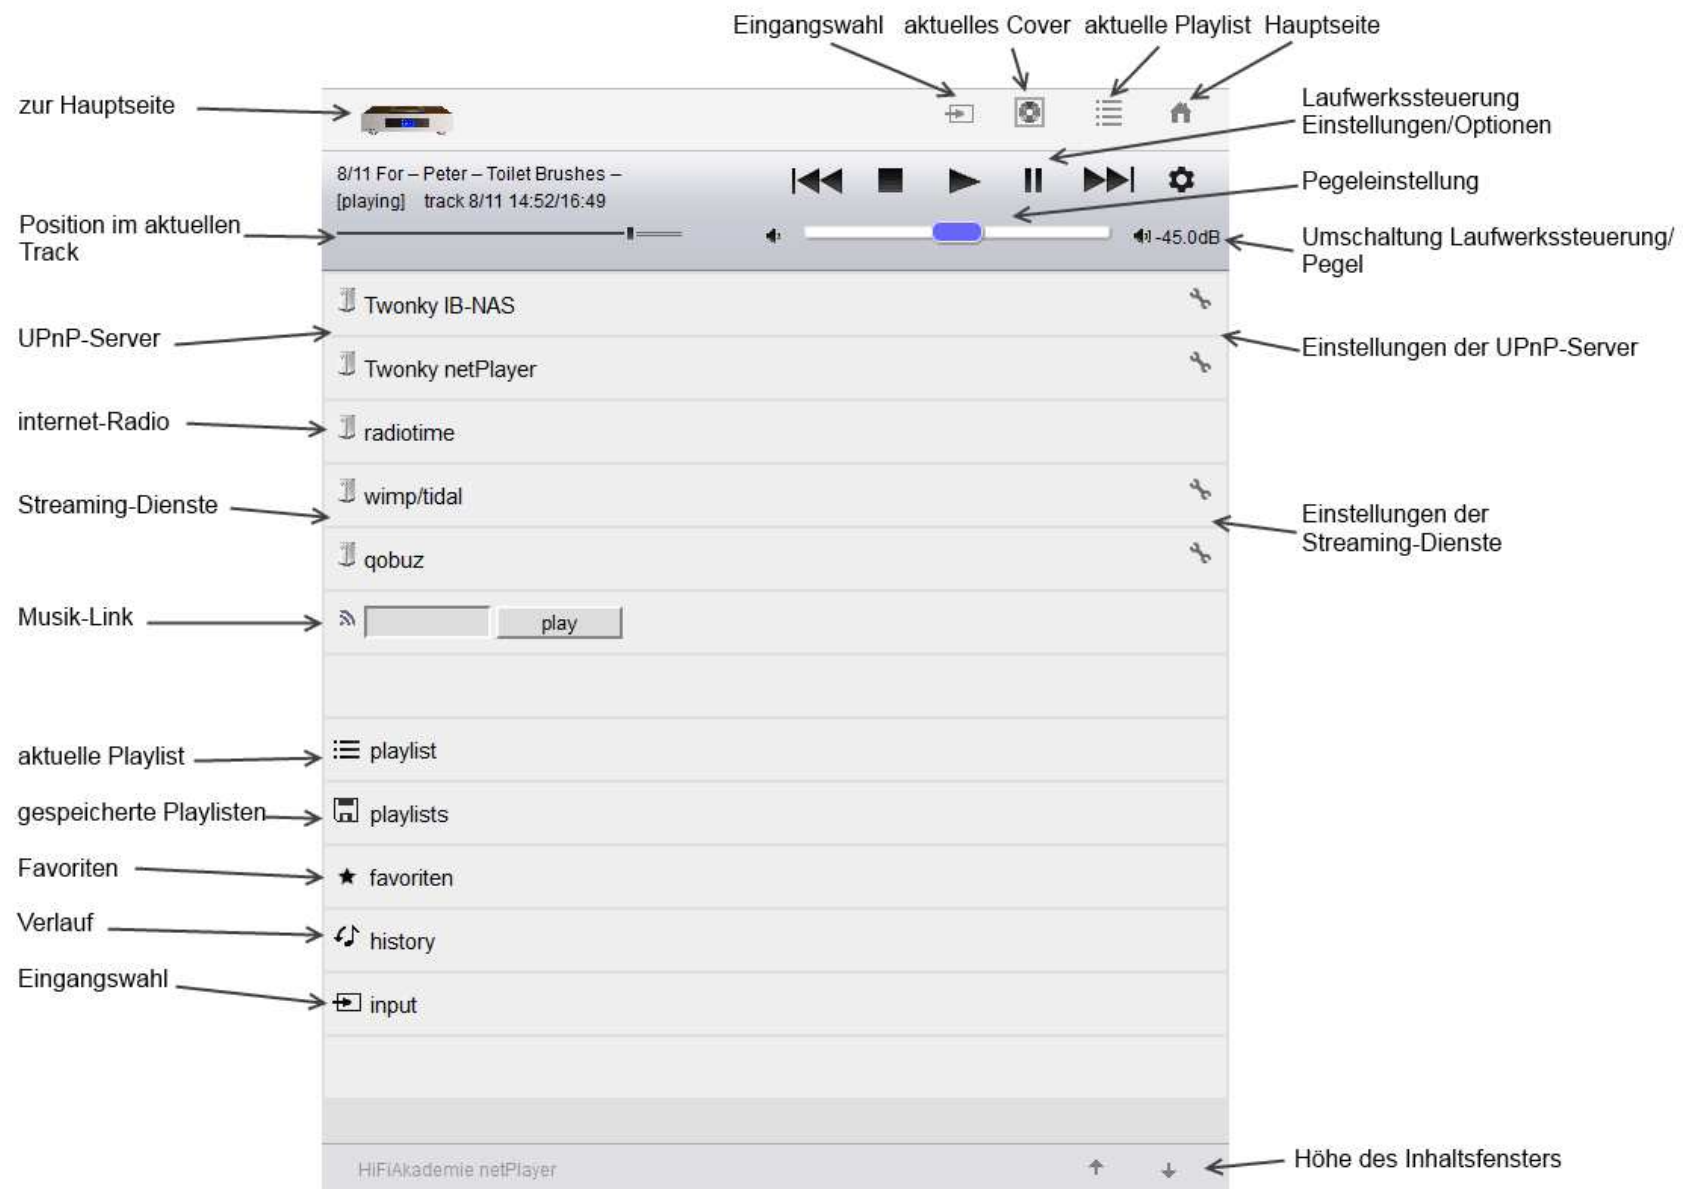 Eingangswahl aktuelles Cover aktuelle Playlist Hauptseite
zur Hauptseite
Laufwerkssteuerung
Einstellungen/Optionen
8/11 For – Peter – Toilet Brushes –
[playing] track 8/11 14:52/16:49
Pegeleinstellung
Position im aktuellen
Track
-45.0dB
Umschaltung Laufwerkssteuerung/
Pegel
Twonky IB-NAS
UPnP-Server
Einstellungen der UPnP-Server
Twonky netPlayer
internet-Radio
radiotime
Streaming-Dienste
wimp/tidal
Einstellungen der
Streaming-Dienste
qobuz
Musik-Link
play
aktuelle Playlist
playlist
gespeicherte Playlisten
playlists
Favoriten
favoriten
Verlauf
history
Eingangswahl
input
HiFiAkademie netPlayer
Höhe des Inhaltsfensters